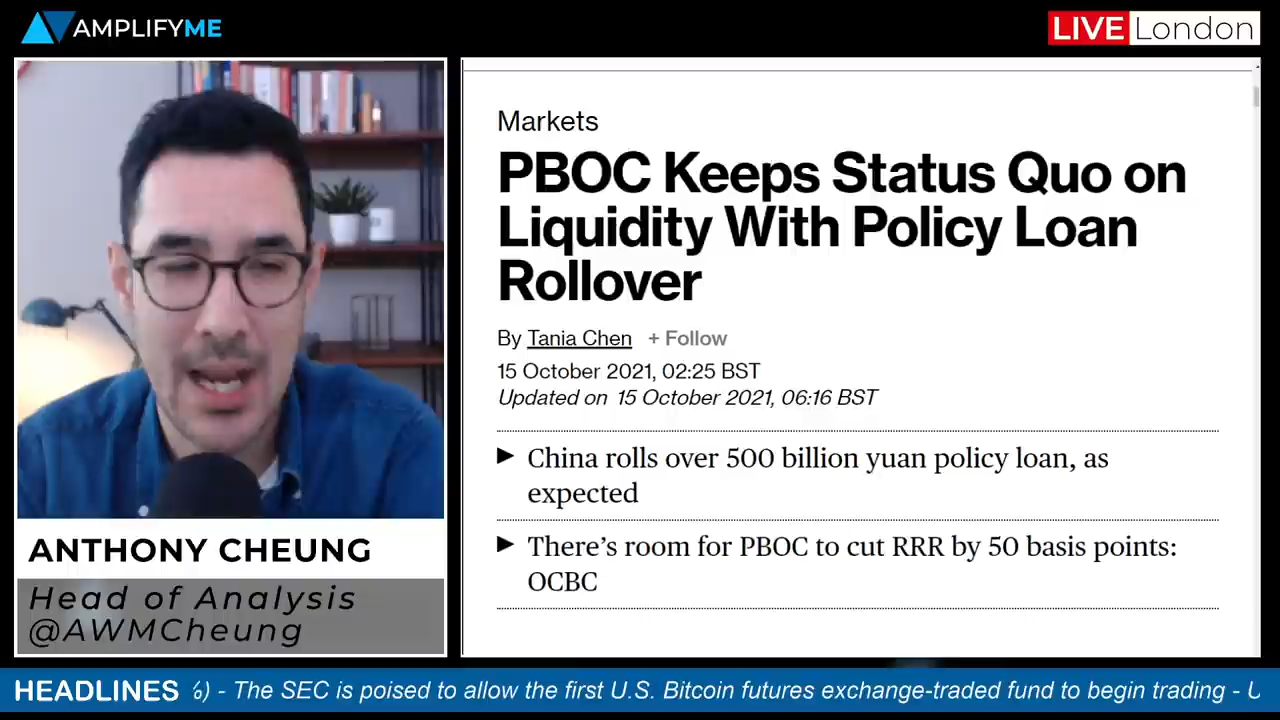 AMPLIFYME
LIVE London
Markets
PBOC Keeps Status Quo on
Liquidity With Policy Loan
Rollover
By Tania Chen + Follow
15 October 2021, 02:25 BST
Updated on 15 October 2021, 06:16 BST
China rolls over 500 billion yuan policy loan, as
expected
There's room for PBOC to cut RRR by 50 basis points:
OCBC
ANTHONY CHEUNG
Head of Analysis
@AWMCheung
HEADLINES %) - The SEC is poised to allow the first U.S. Bitcoin futures exchange-traded fund to begin trading - U